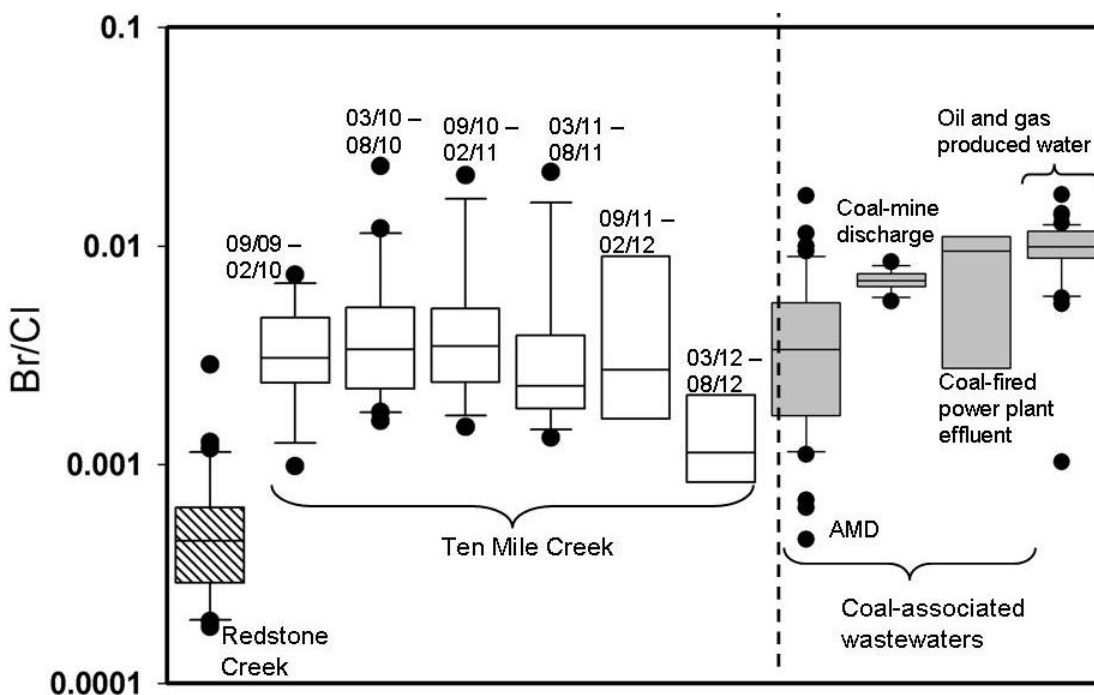 Br/Cl
0.1
0.01
0.001
0.0001
09/09 –
02/10
03/10 –
08/10
09/10 –
02/11
03/11 –
08/11
09/11 –
02/12
03/12 –
08/12
Ten Mile Creek
Redstone
Creek
Oil and gas
produced water
Coal-mine
discharge
Coal-fired
power plant
effluent
AMD
Coal-associated
wastewaters